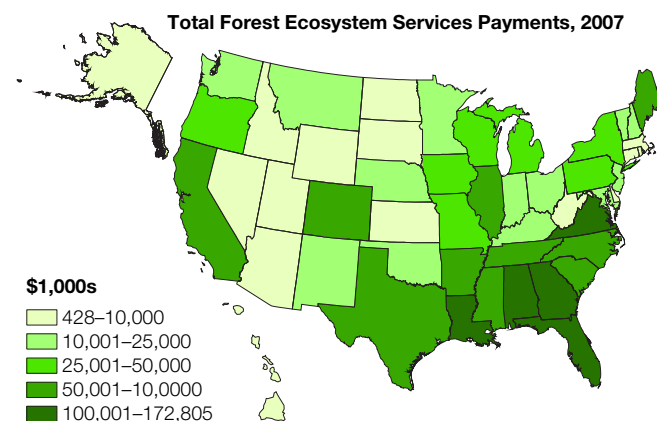 Total Forest Ecosystem Services Payments, 2007
$1,000s
428–10,000
10,001–25,000
25,001–50,000
50,001–10,0000
100,001–172,805